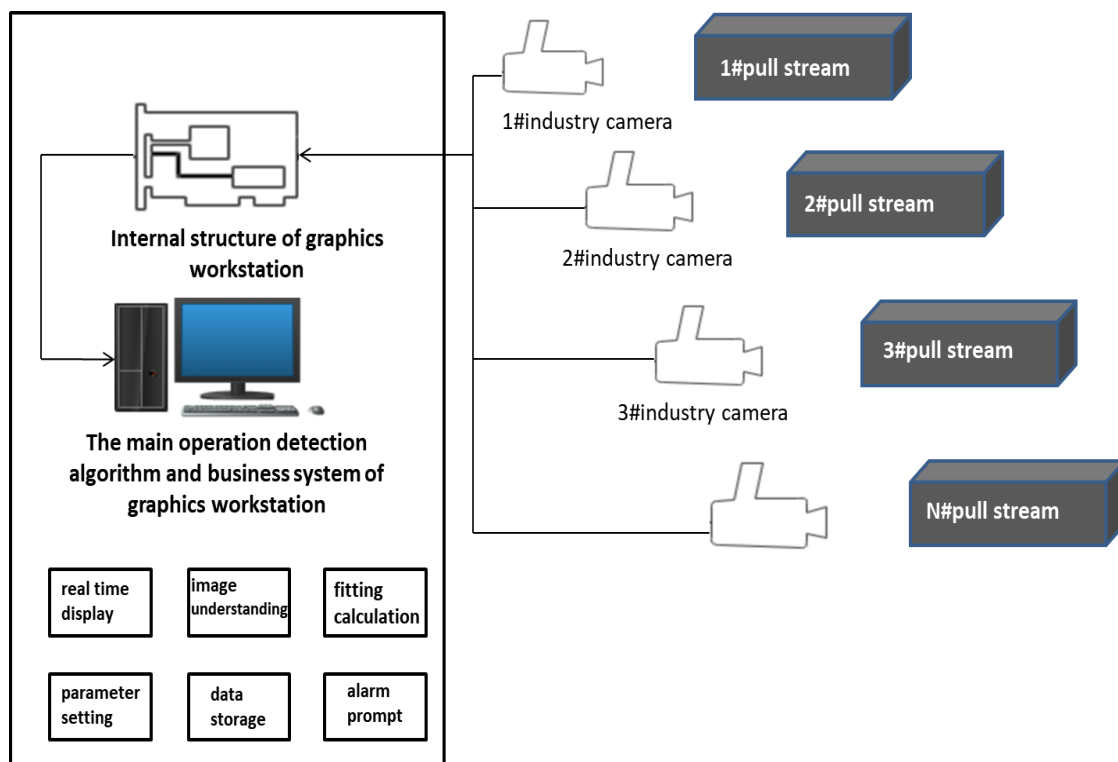 1#pull stream
1#industry camera
2#pull stream
2#industry camera
3#pull stream
3#industry camera
N#pull stream
Internal structure of graphics
workstation
The main operation detection
algorithm and business system of
graphics workstation
real time
display
image
understanding
fitting
calculation
parameter
setting
data
storage
alarm
prompt